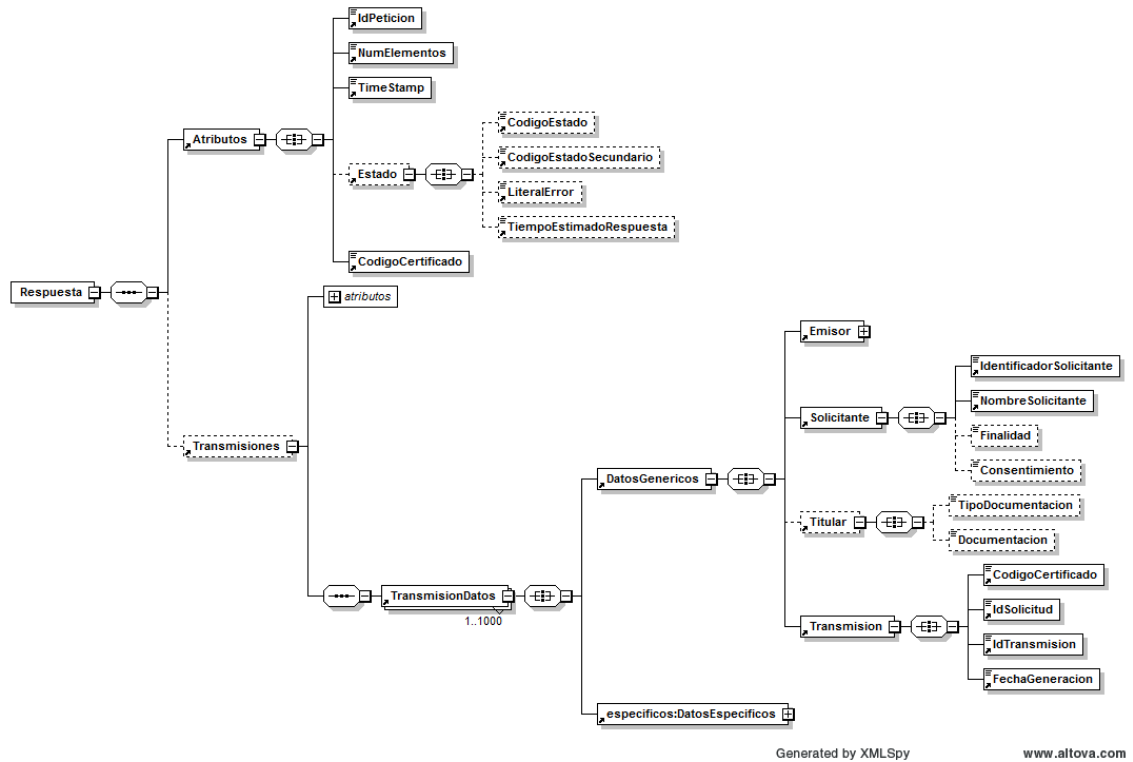 IdPeticion
NumElementos
TimeStamp
CodigoEstado
Atributos
CodigoEstadoSecundario
Estado
LiteralError
TiempoEstimadoRespuesta
CodigoCertificado
Respuesta
atributos
Emisor
IdentificadorSolicitante
NombreSolicitante
Solicitante
Finalidad
Transmisiones
Consentimiento
DatosGenericos
TipoDocumentacion
Titular
Documentacion
CodigoCertificado
TransmisionDatos
IdSolicitud
1..1000
Transmision
IdTransmision
FechaGeneracion
especificos:DatosEspecificos
Generated by XMLSpy www.altova.com